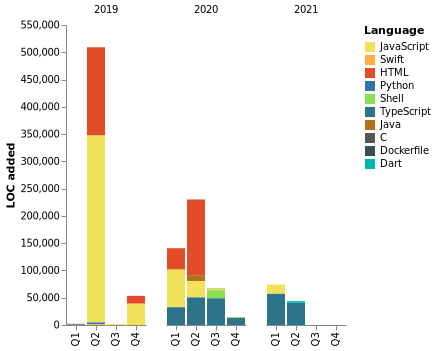 2019 2020 2021
LOC added
550,000
500,000
450,000
400,000
350,000
300,000
250,000
200,000
150,000
100,000
50,000
0
Q1 Q2 Q3 Q4 Q1 Q2 Q3 Q4 Q1 Q2 Q3 Q4
Language
JavaScript
Swift
HTML
Python
Shell
TypeScript
Java
C
Dockerfile
Dart